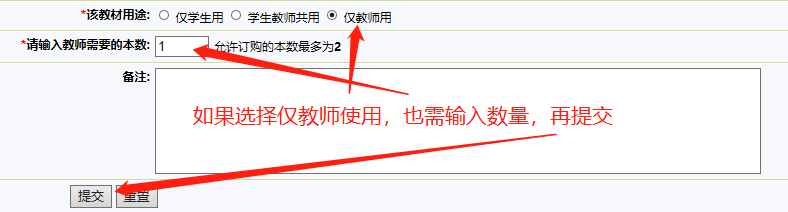 *该教材用途: 仅学生用 学生教师共用 仅教师用
*请输入教师需要的本数: 1 允许订购的本数最多为2
备注:
如果选择仅教师使用，也需输入数量，再提交
提交 重置